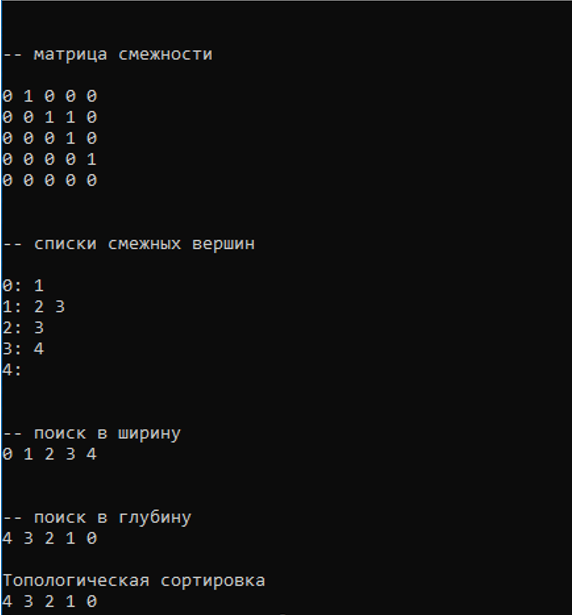 -- матрица смежности
0 1 0 0 0
0 0 1 1 0
0 0 0 1 0
0 0 0 0 1
0 0 0 0 0
-- списки смежных вершин
0: 1
1: 2 3
2: 3
3: 4
4:
-- поиск в ширину
0 1 2 3 4
-- поиск в глубину
4 3 2 1 0
Топологическая сортировка
4 3 2 1 0